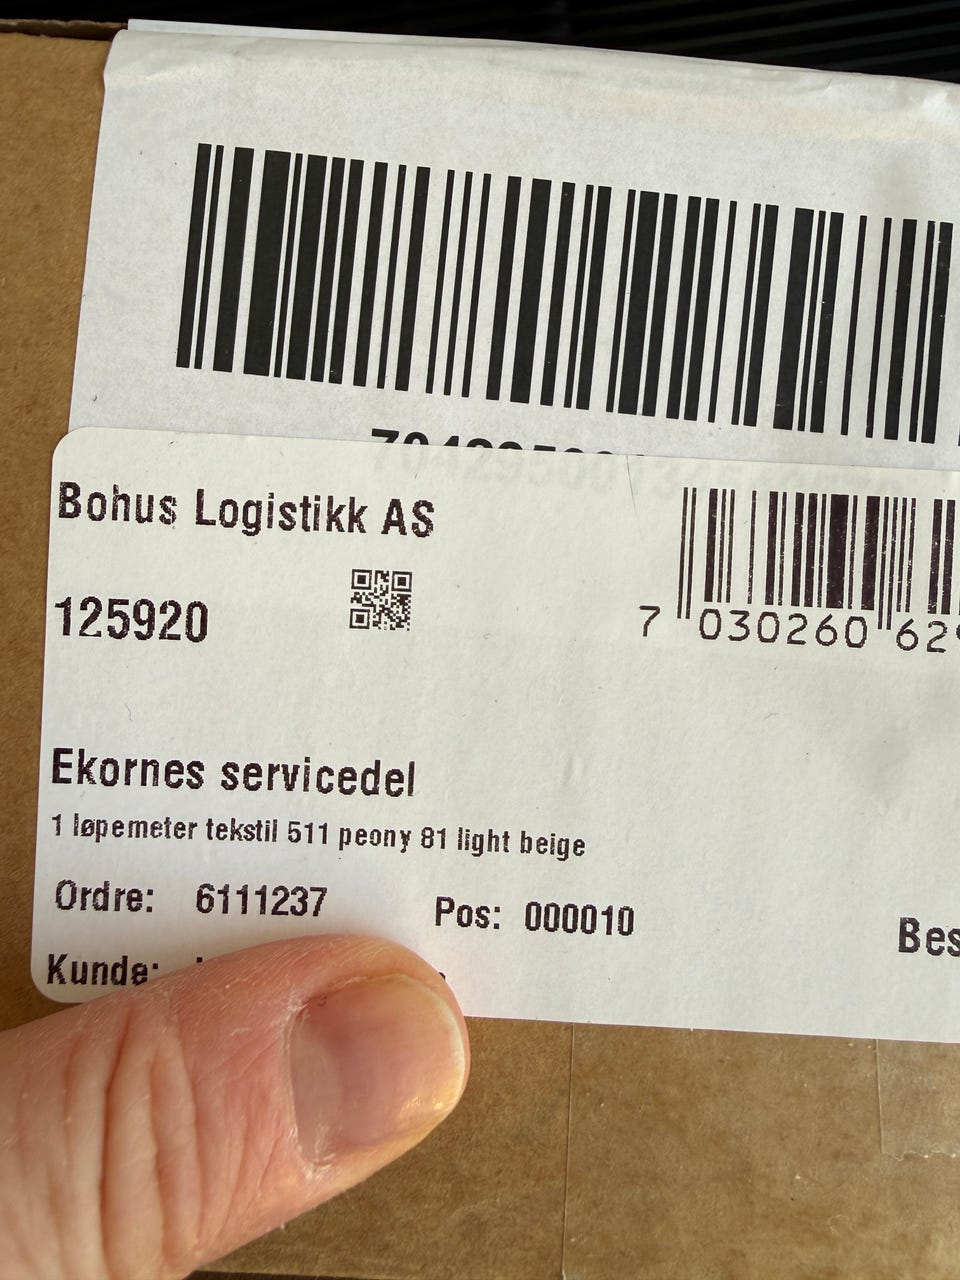 Bohus Logistikk AS
125920
7 030260 62
Ekornes servicedel
1 løpemeter tekstil 511 peony 81 light beige
Ordre: 6111237 Pos: 000010
Kunde: